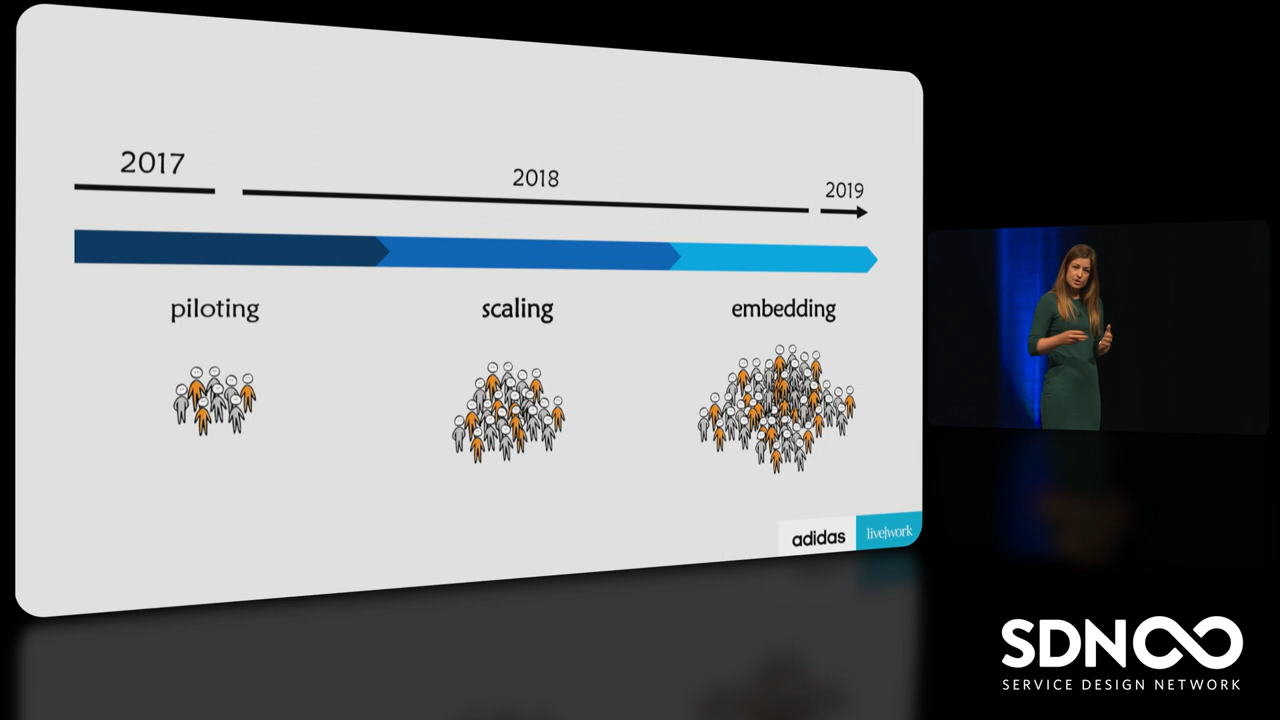 2017
2018
2019
piloting
scaling
embedding
adidas
live|work
SDN
SERVICE DESIGN NETWORK